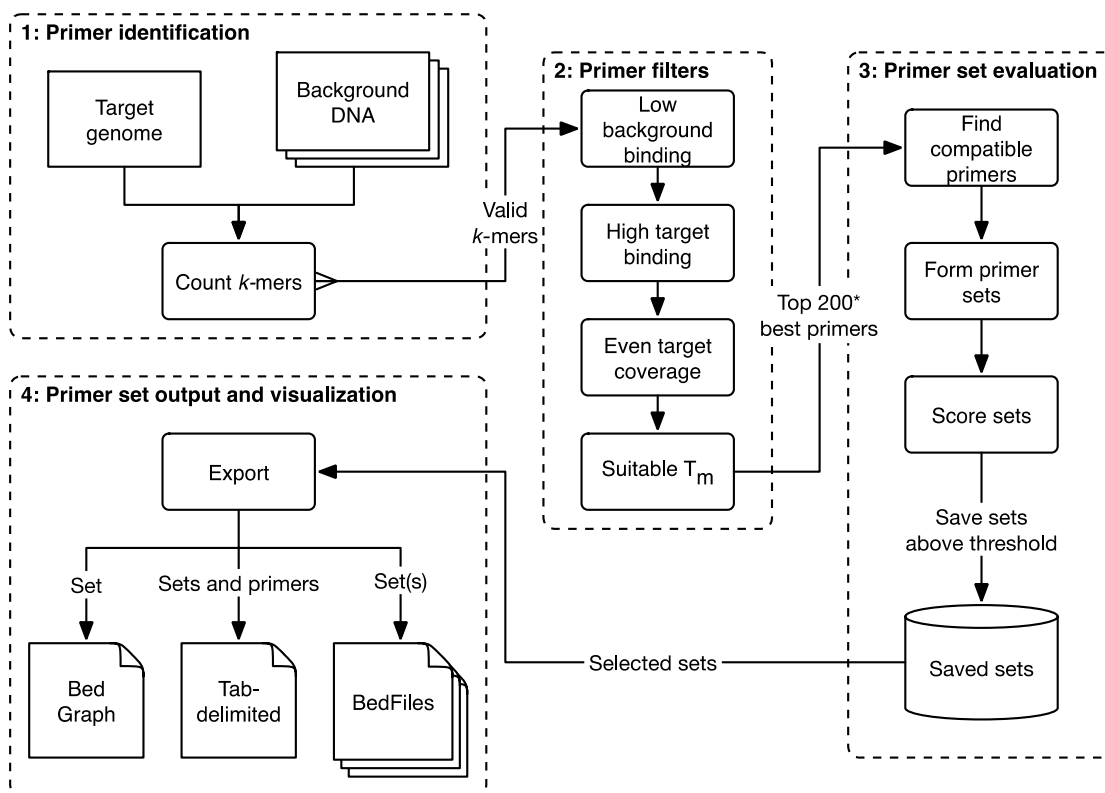 1: Primer identification
Target
genome
Background
DNA
Count k-mers
Valid
k-mers
2: Primer filters
Low
background
binding
High target
binding
Even target
coverage
Suitable Tm
Top 200*
best primers
3: Primer set evaluation
Find
compatible
primers
Form primer
sets
Score sets
Save sets
above threshold
Saved sets
Selected sets
4: Primer set output and visualization
Export
Set
Sets and primers
Set(s)
Bed
Graph
Tab-
delimited
BedFiles